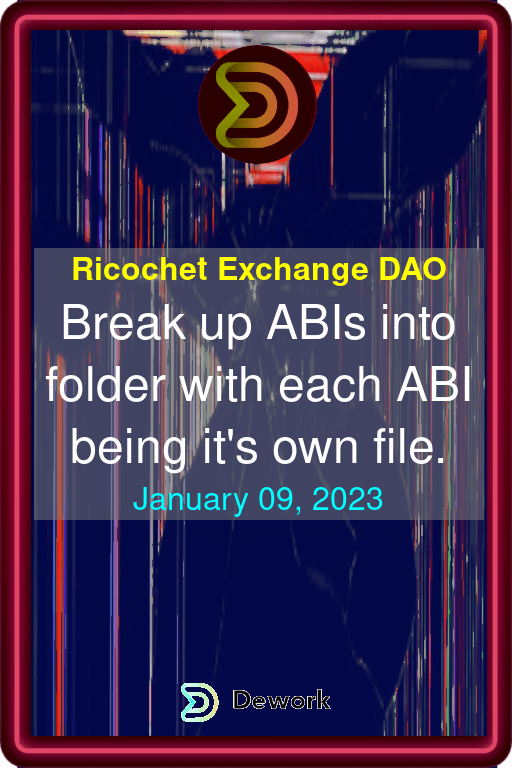 Ricochet Exchange DAO
Break up ABIs into
folder with each ABI
being it's own file.
January 09, 2023
Dework